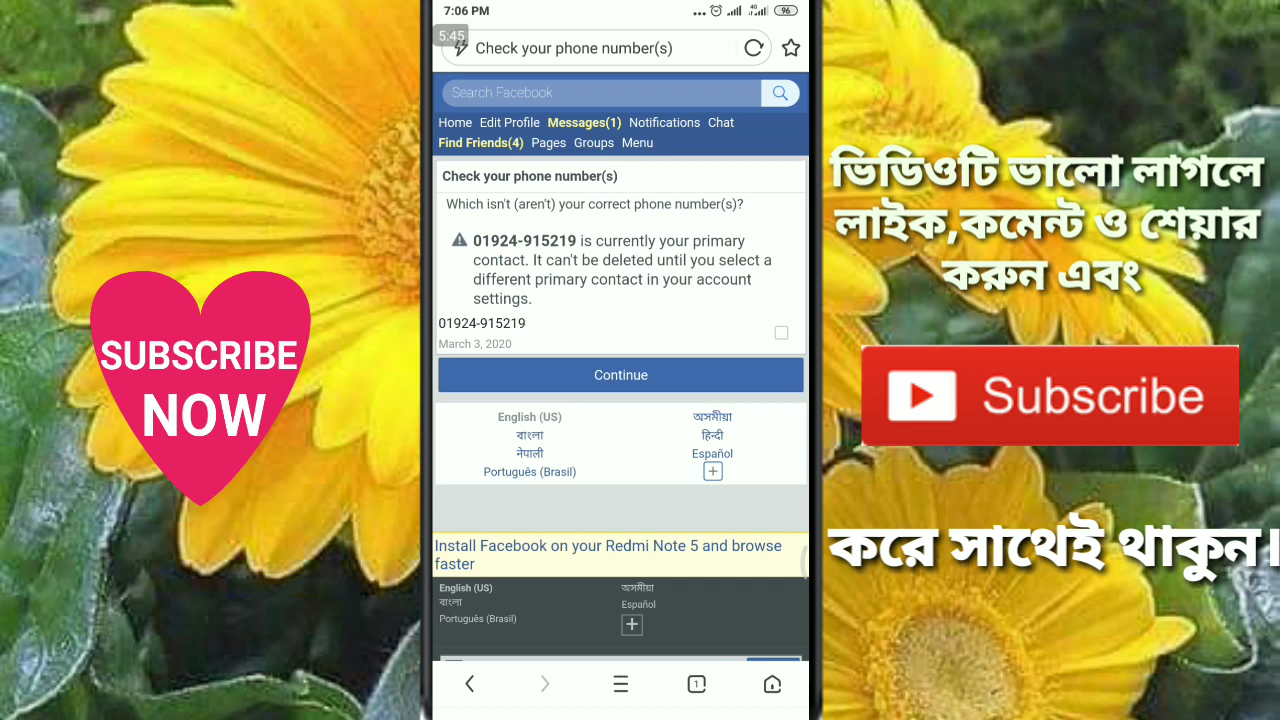 7:06 PM
4G
96
5:45
Check your phone number(s)
Search Facebook
Home Edit Profile Messages(1) Notifications Chat
Find Friends(4) Pages Groups Menu
Check your phone number(s)
Which isn't (aren't) your correct phone number(s)?
01924-915219 is currently your primary
contact. It can't be deleted until you select a
different primary contact in your account
settings.
01924-915219
March 3, 2020
Continue
English (US)
অসমীয়া
বাংলা
हिन्दी
नेपाली
Español
Português (Brasil)
Install Facebook on your Redmi Note 5 and browse
faster
English (US)
অসমীয়া
বাংলা
Español
Português (Brasil)
1
SUBSCRIBE
NOW
ভিডিওটি ভালো লাগলে
লাইক,কমেন্ট ও শেয়ার
করুন এবং
Subscribe
করে সাথেই থাকুন।